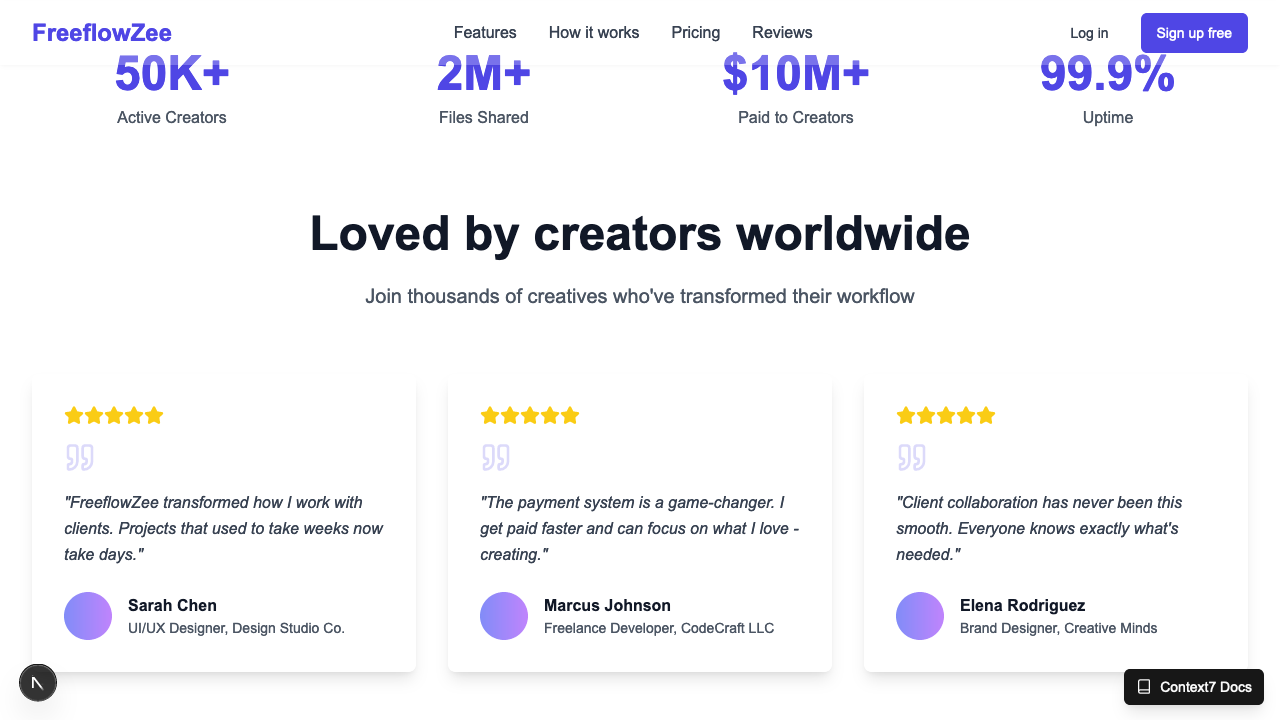 FreeflowZee
Features How it works Pricing Reviews
Log in Sign up free
50K+ 2M+ $10M+ 99.9%
Active Creators Files Shared Paid to Creators Uptime
Loved by creators worldwide
Join thousands of creatives who've transformed their workflow
"FreeflowZee transformed how I work with
clients. Projects that used to take weeks now
take days."
Sarah Chen
UI/UX Designer, Design Studio Co.
"The payment system is a game-changer. I
get paid faster and can focus on what I love -
creating."
Marcus Johnson
Freelance Developer, CodeCraft LLC
"Client collaboration has never been this
smooth. Everyone knows exactly what's
needed."
Elena Rodriguez
Brand Designer, Creative Minds
Context7 Docs